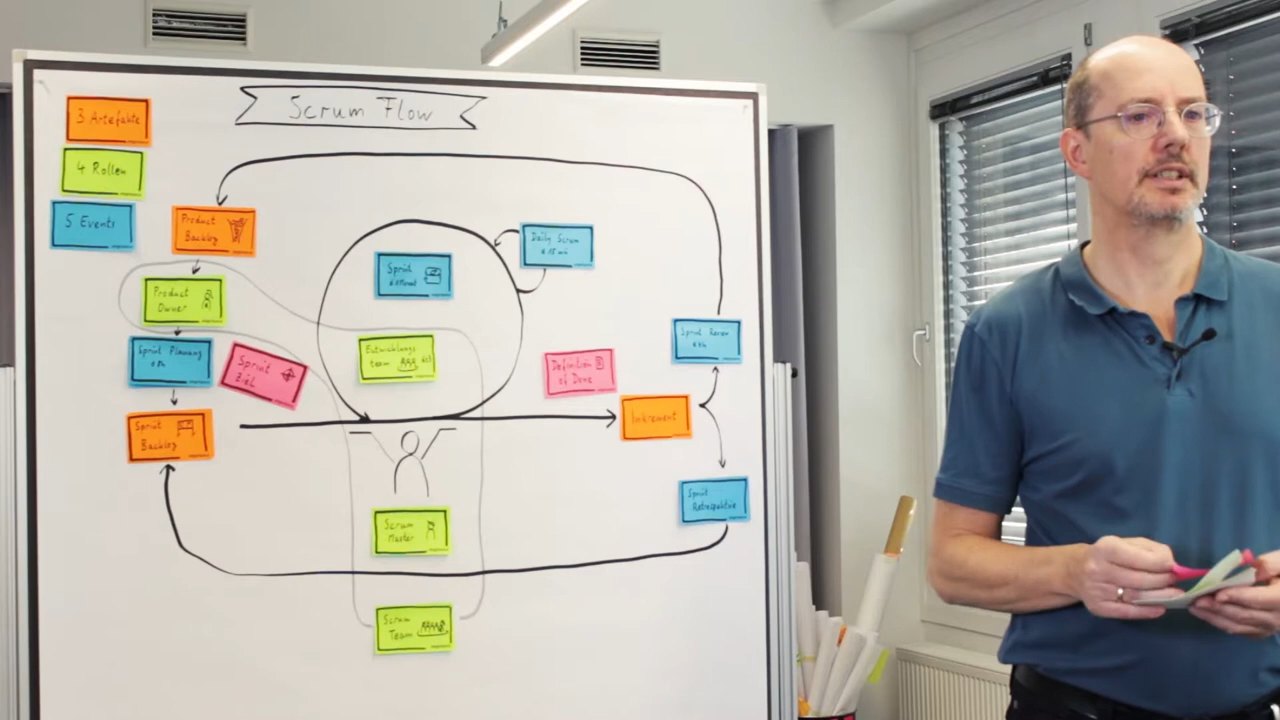 Scrum Flow
3 Artefakte
4 Rollen
5 Events
Product
Backlog
Product
Owner
Sprint Planung
Sprint
Ziel
Sprint
Backlog
Sprint
Daily Scrum
Entwicklungs
team
Definition
of Done
Sprint Review
Inkrement
Sprint
Retrospektive
Scrum
Master
Scrum
Team